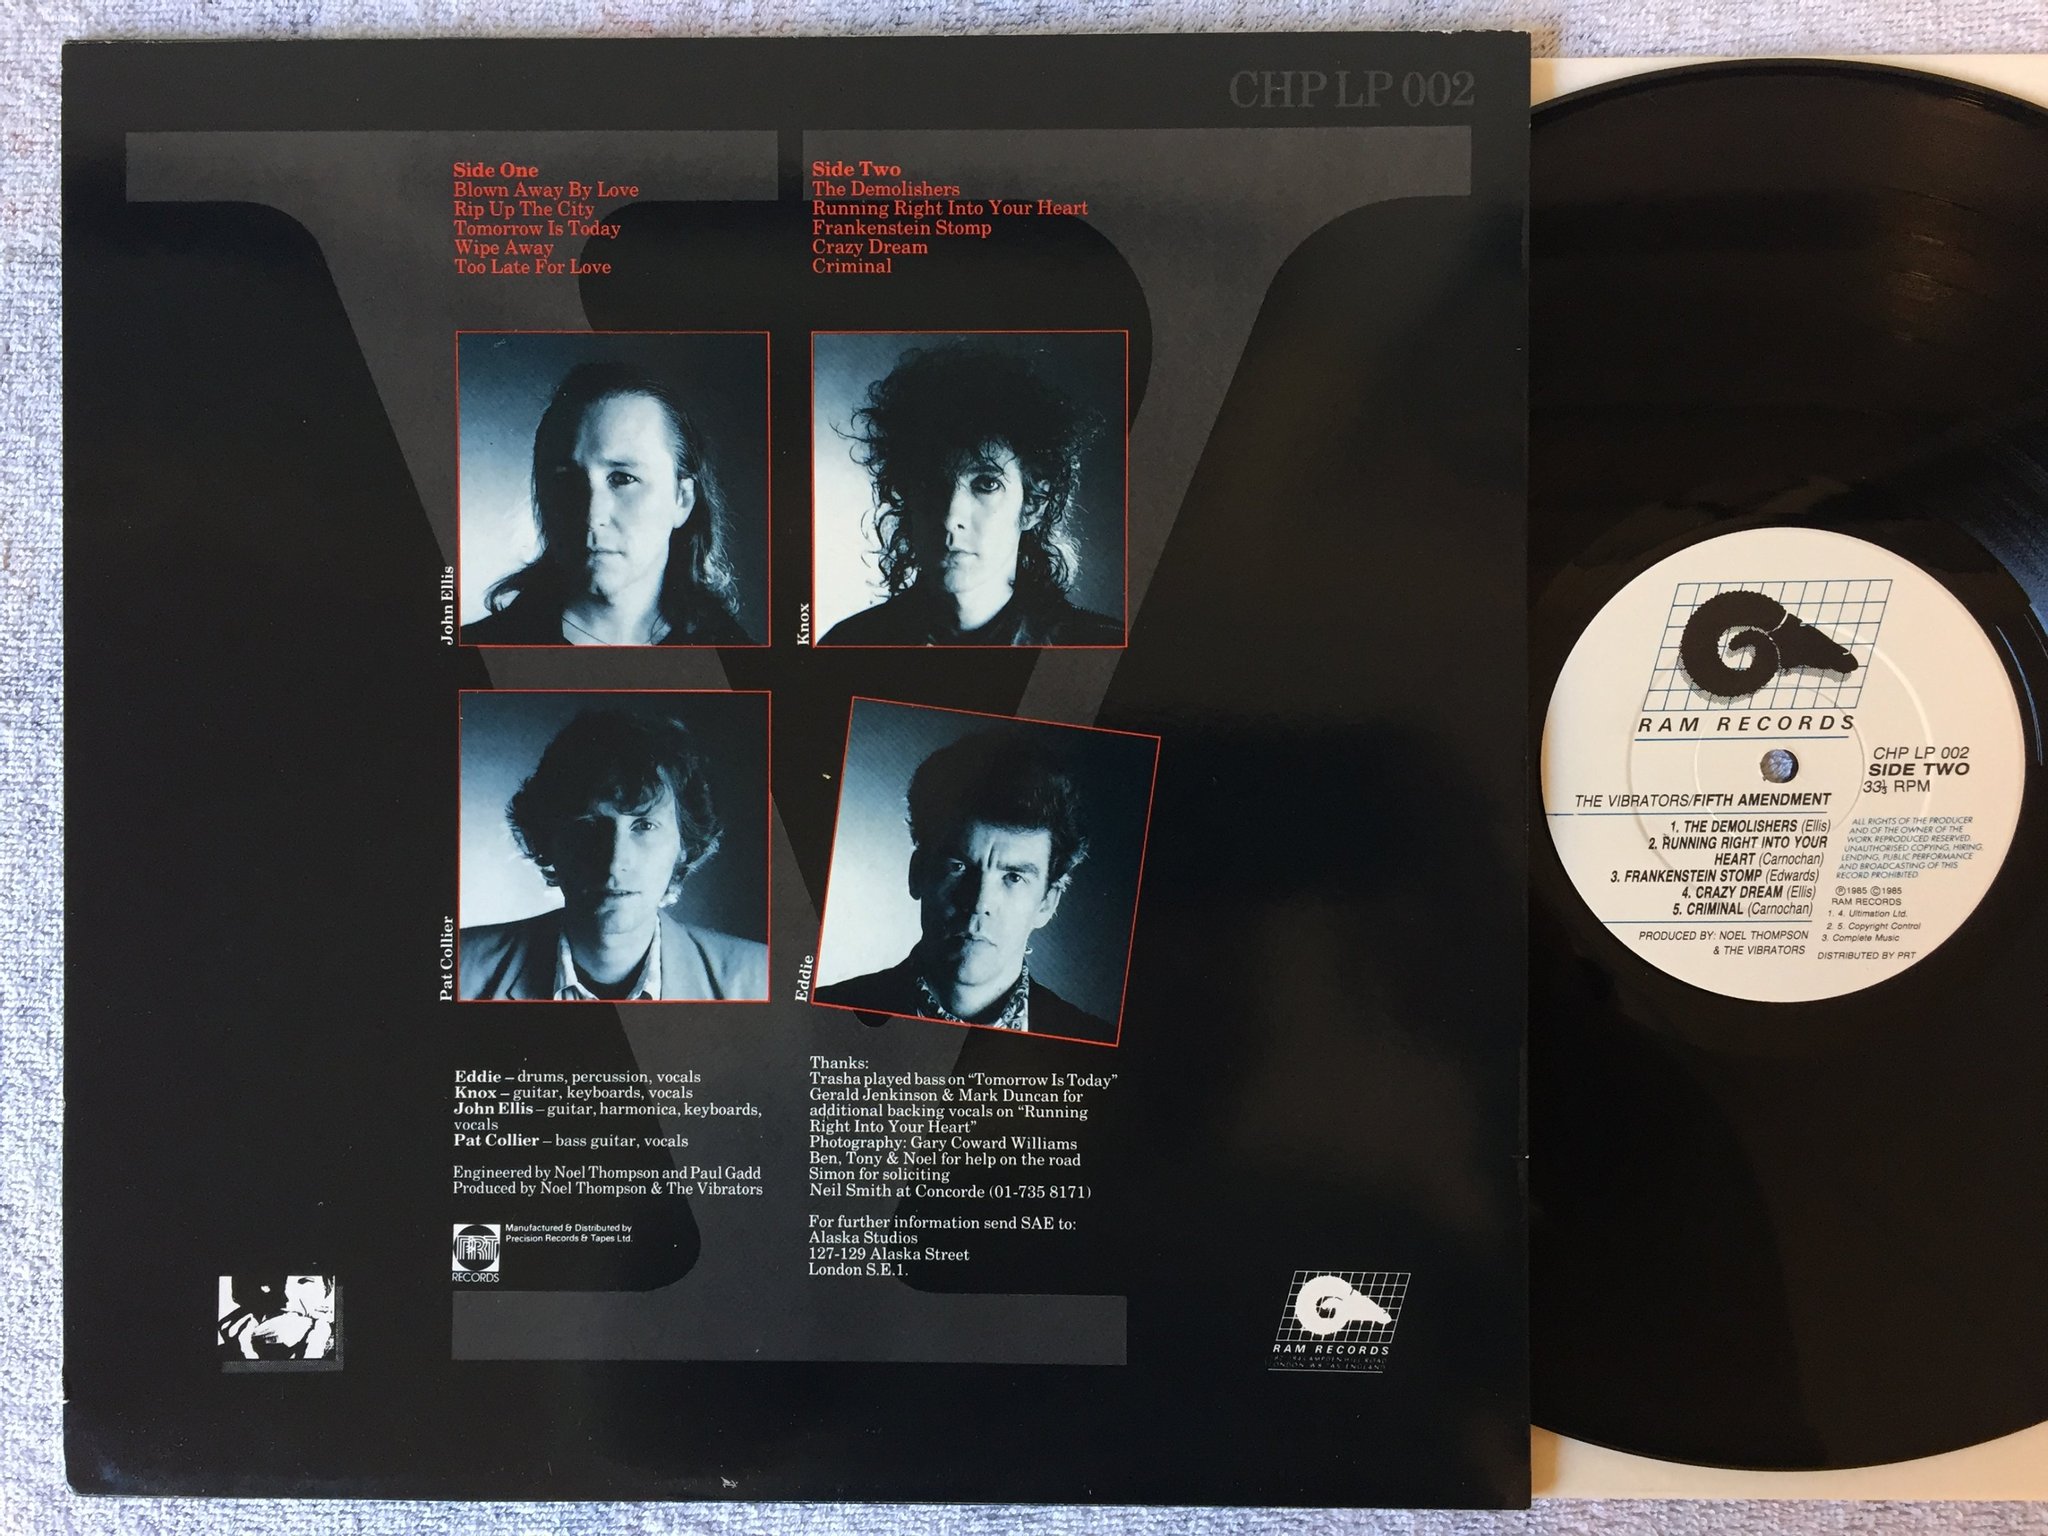 CHP LP 002
Side One
Blown Away By Love
Rip Up The City
Tomorrow Is Today
Wipe Away
Too Late For Love
Side Two
The Demolishers
Running Right Into Your Heart
Frankenstein Stomp
Crazy Dream
Criminal
John Ellis
Knox
Pat Collier
Eddie
Eddie – drums, percussion, vocals
Knox – guitar, keyboards, vocals
John Ellis – guitar, harmonica, keyboards,
vocals
Pat Collier – bass guitar, vocals
Engineered by Noel Thompson and Paul Gadd
Produced by Noel Thompson & The Vibrators
PRT
RECORDS
Manufactured & Distributed by
Precision Records & Tapes Ltd.
Thanks:
Trasha played bass on “Tomorrow Is Today”
Gerald Jenkinson & Mark Duncan for
additional backing vocals on “Running
Right Into Your Heart”
Photography: Gary Coward Williams
Ben, Tony & Noel for help on the road
Simon for soliciting
Neil Smith at Concorde (01-735 8171)
For further information send SAE to:
Alaska Studios
127-129 Alaska Street
London S.E.1.
RAM RECORDS
RAM RECORDS
CHP LP 002
SIDE TWO
33⅓ RPM
THE VIBRATORS/FIFTH AMENDMENT
1. THE DEMOLISHERS (Ellis)
2. RUNNING RIGHT INTO YOUR
HEART (Carnochan)
3. FRANKENSTEIN STOMP (Edwards)
4. CRAZY DREAM (Ellis)
5. CRIMINAL (Carnochan)
PRODUCED BY: NOEL THOMPSON
& THE VIBRATORS
ALL RIGHTS OF THE PRODUCER
AND OF THE OWNER OF THE
WORK REPRODUCED RESERVED.
UNAUTHORISED COPYING, HIRING,
LENDING, PUBLIC PERFORMANCE
AND BROADCASTING OF THIS
RECORD PROHIBITED
Ⓟ1985 ©1985
RAM RECORDS
1. 4. Ultimation Ltd.
2. 5. Copyright Control
3. Complete Music
DISTRIBUTED BY PRT